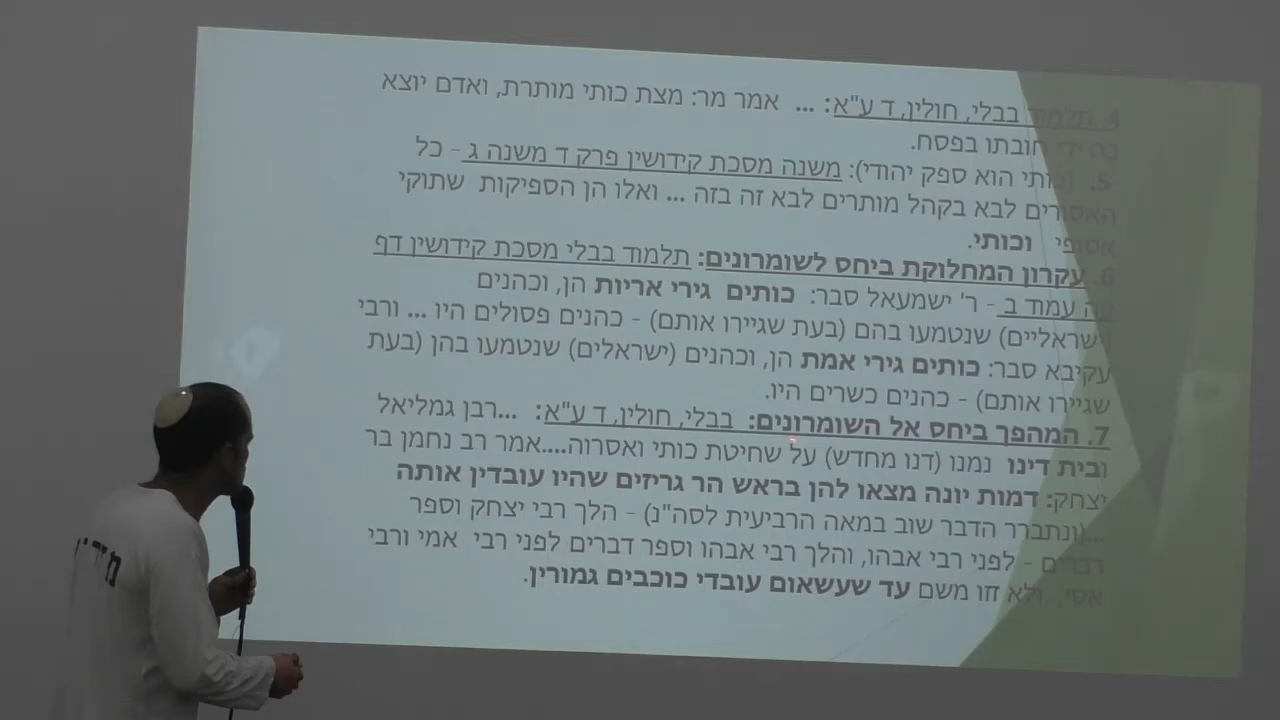 4. תלמוד בבלי, חולין, ד ע"א: ... אמר מר: מצת כותי מותרת, ואדם יוצא
בה ידי חובתו בפסח.
5. (כותי הוא ספק יהודי): משנה מסכת קידושין פרק ד משנה ג - כל
האסורים לבא בקהל מותרים לבא זה בזה ... ואלו הן הספיקות שתוקי
אסופי וכותי.
6. עקרון המחלוקת ביחס לשומרונים: תלמוד בבלי מסכת קידושין דף
עה עמוד ב - ר' ישמעאל סבר: כותים גירי אריות הן, וכהנים
(ישראליים) שנטמעו בהם (בעת שגיירו אותם) - כהנים פסולים היו ... ורבי
עקיבא סבר: כותים גירי אמת הן, וכהנים (ישראלים) שנטמעו בהן (בעת
שגיירו אותם) - כהנים כשרים היו.
7. המהפך ביחס אל השומרונים: בבלי, חולין, ד ע"א: ...רבן גמליאל
ובית דינו נמנו (דנו מחדש) על שחיטת כותי ואסרוה....אמר רב נחמן בר
יצחק: דמות יונה מצאו להן בראש הר גריזים שהיו עובדין אותה
...(ונתברר הדבר שוב במאה הרביעית לסה"נ) - הלך רבי יצחק וספר
דברים - לפני רבי אבהו, והלך רבי אבהו וספר דברים לפני רבי אמי ורבי
אסי, ולא זזו משם עד שעשאום עובדי כוכבים גמורין.